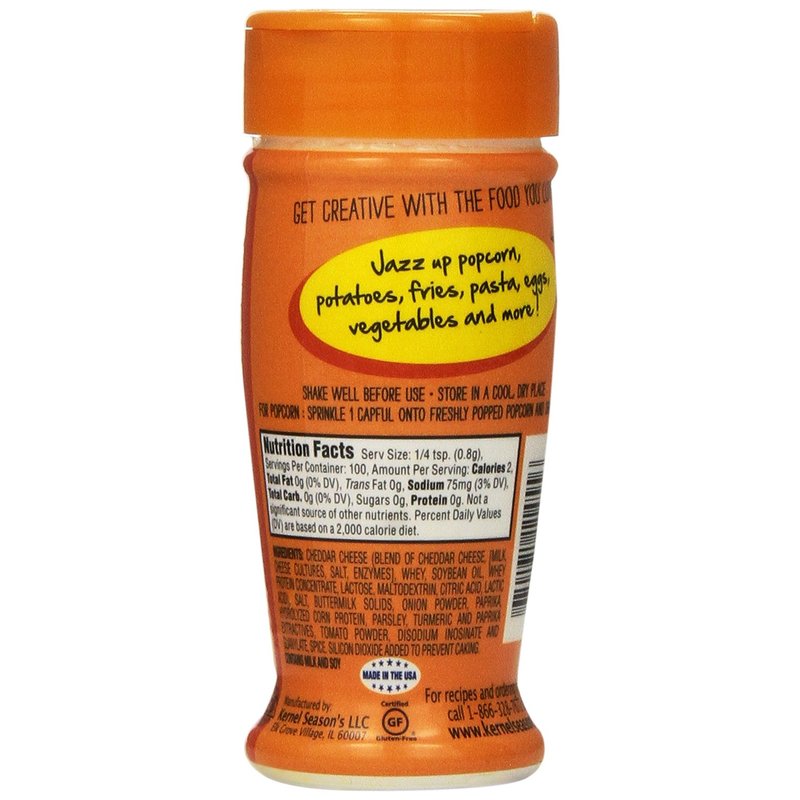 GET CREATIVE WITH THE FOOD YOU
Jazz up popcorn,
potatoes, fries, pasta, eggs,
vegetables and more!
SHAKE WELL BEFORE USE • STORE IN A COOL, DRY PLACE
FOR POPCORN: SPRINKLE 1 CAPFUL ONTO FRESHLY POPPED POPCORN AND
Nutrition Facts Serv Size: 1/4 tsp. (0.8g),
Servings Per Container: 100, Amount Per Serving: Calories 2,
Total Fat 0g (0% DV), Trans Fat 0g, Sodium 75mg (3% DV),
Total Carb. 0g (0% DV), Sugars 0g, Protein 0g. Not a
significant source of other nutrients. Percent Daily Values
(DV) are based on a 2,000 calorie diet.
INGREDIENTS: CHEDDAR CHEESE (BLEND OF CHEDDAR CHEESE, [MILK,
CHEESE CULTURES, SALT, ENZYMES], WHEY, SOYBEAN OIL, WHEY
PROTEIN CONCENTRATE, LACTOSE, MALTODEXTRIN, CITRIC ACID, LACTIC
ACID), SALT, BUTTERMILK SOLIDS, ONION POWDER, PAPRIKA,
HYDROLYZED CORN PROTEIN, PARSLEY, TURMERIC AND PAPRIKA
EXTRACTIVES, TOMATO POWDER, DISODIUM INOSINATE AND
GUANYLATE, SPICE, SILICON DIOXIDE ADDED TO PREVENT CAKING.
CONTAINS MILK AND SOY
MADE IN THE USA
Manufactured by:
Kernel Season's LLC
Elk Grove Village, IL 60007
Certified
GF
Gluten-Free
For recipes and ordering
call 1-866-328-
www.kernelseason